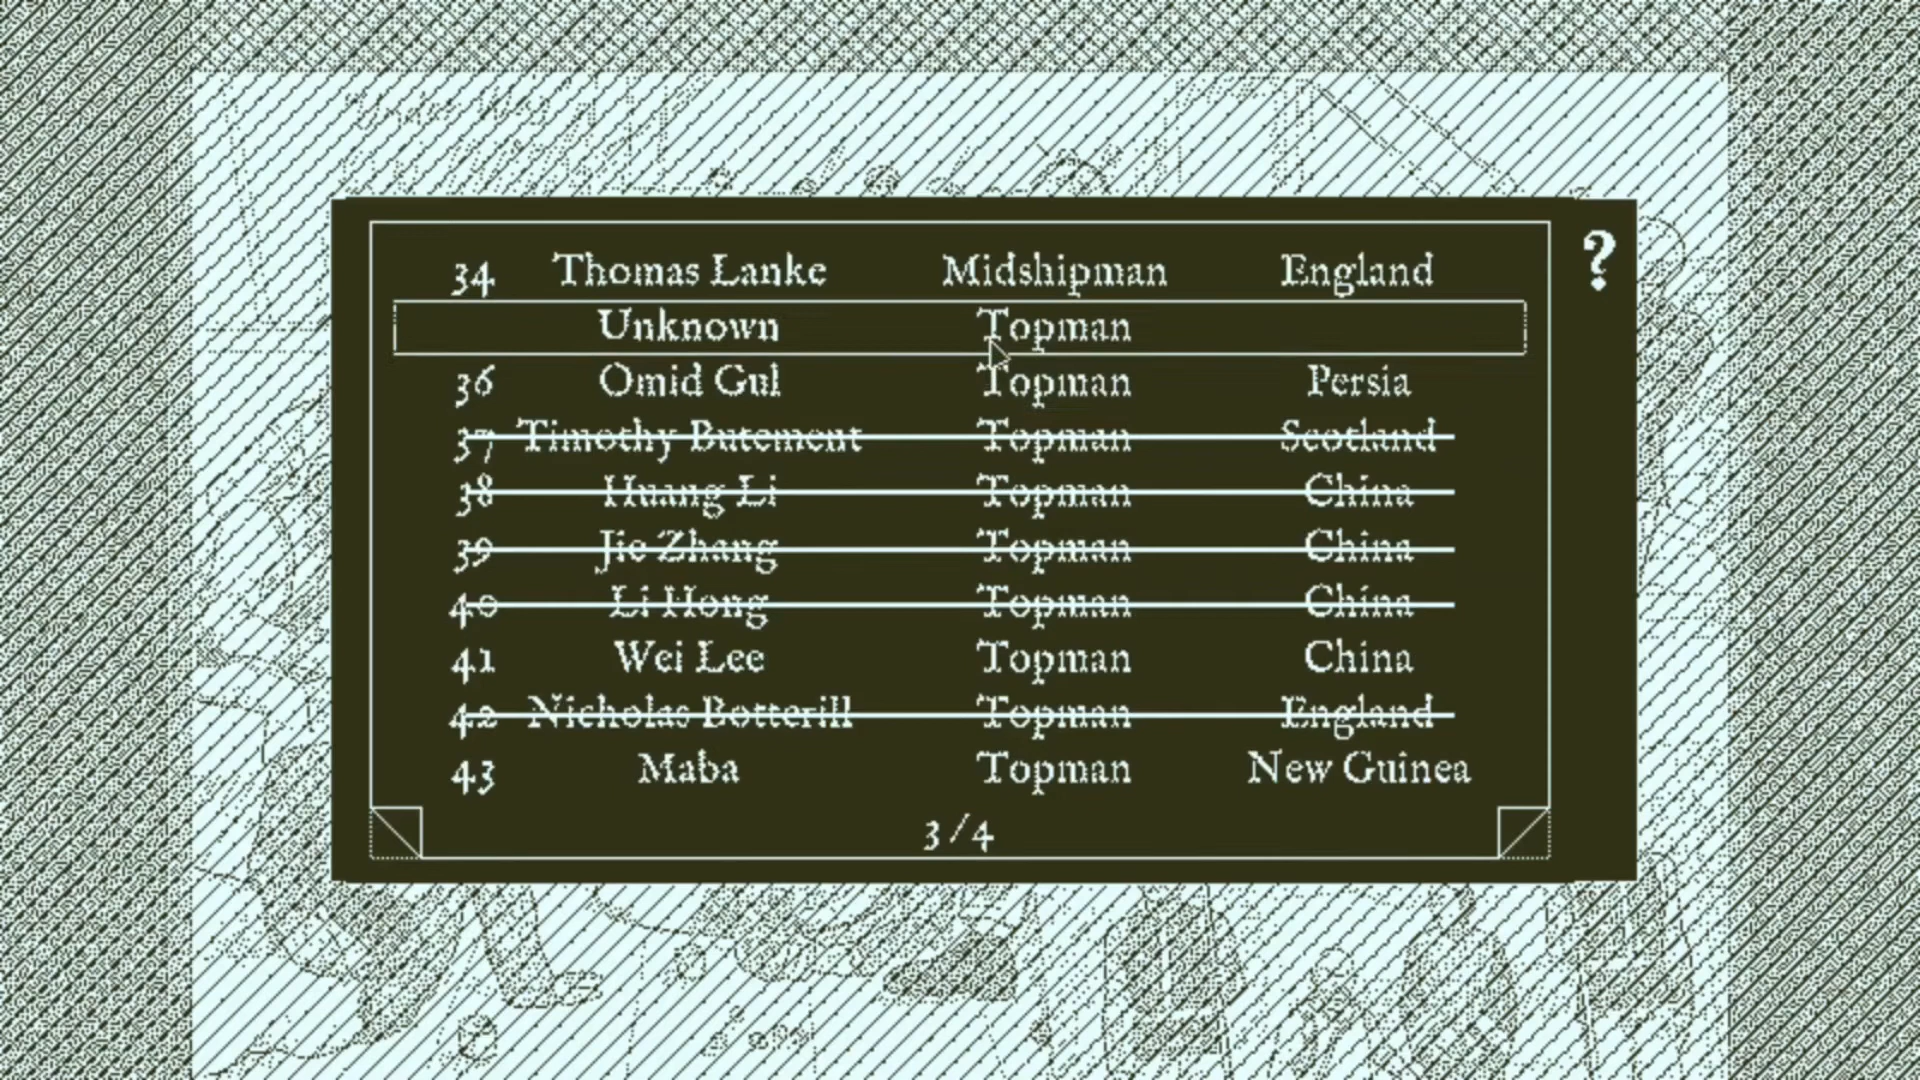 34 Thomas Lanke Midshipman England
?
Unknown Topman
36 Omid Gul Topman Persia
37 Timothy Butement Topman Scotland
38 Huang Li Topman China
39 Jie Zhang Topman China
40 Li Hong Topman China
41 Wei Lee Topman China
42 Nicholas Botterill Topman England
43 Maba Topman New Guinea
3/4